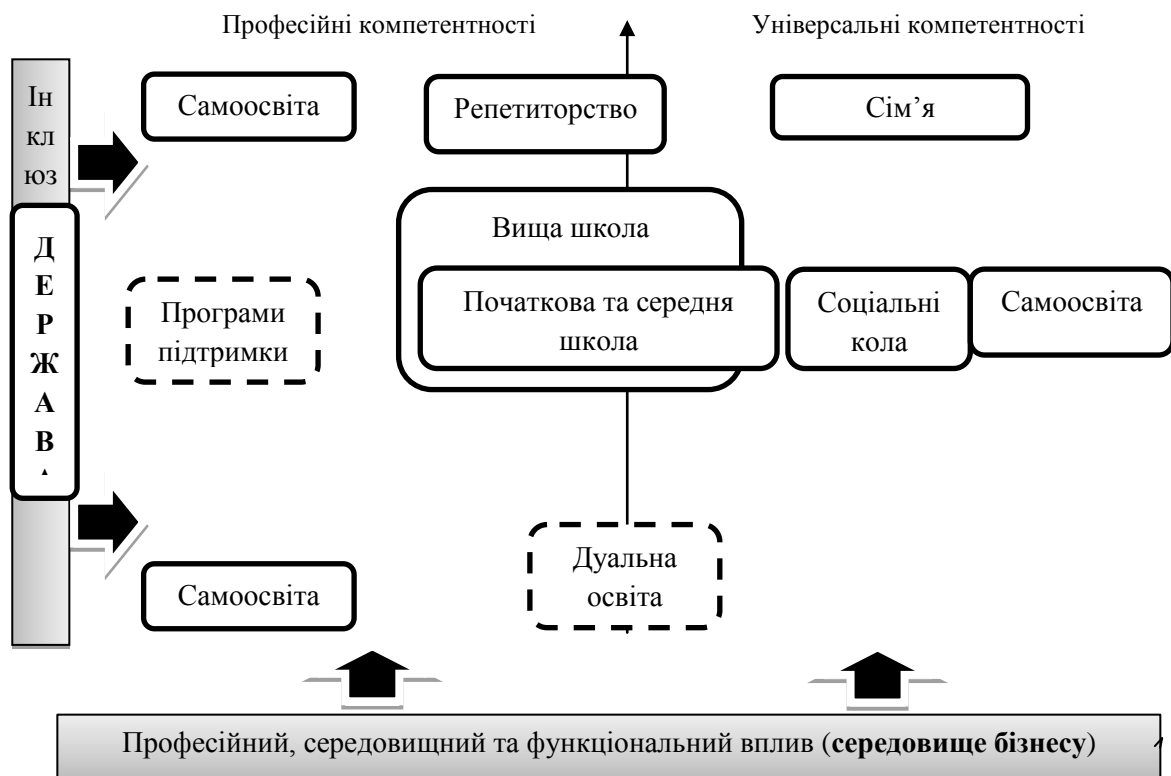 Професійні компетентності
Універсальні компетентності
Ін
кл
юз
Д
Е
Р
Ж
А
В
Самоосвіта
Репетиторство
Сім’я
Вища школа
Початкова та середня
школа
Соціальні
кола
Самоосвіта
Програми
підтримки
Дуальна
освіта
Самоосвіта
Професійний, середовищний та функціональний вплив (середовище бізнесу)